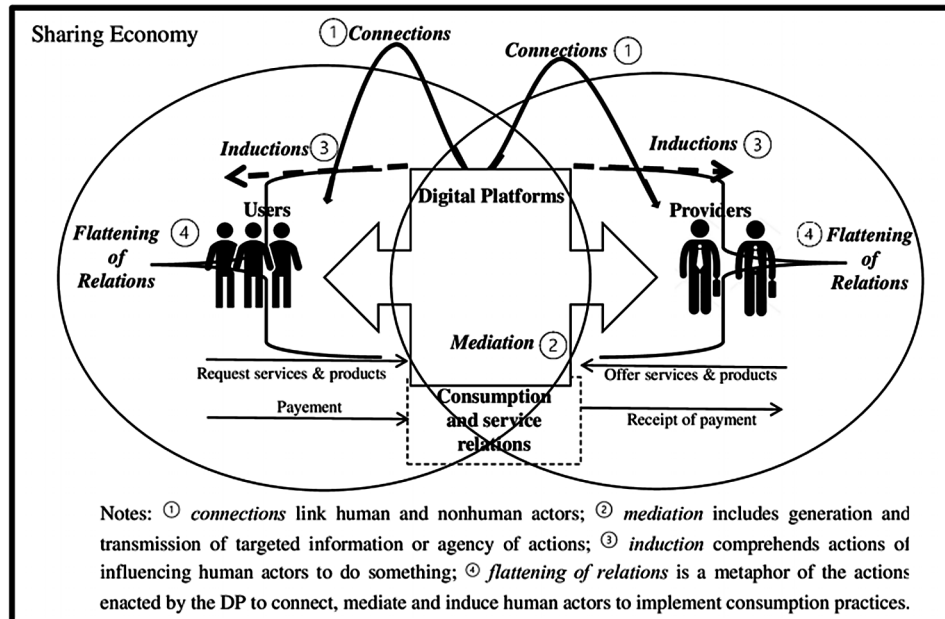 Sharing Economy
① Connections
Connections ①
Inductions ③
Inductions ③
Digital Platforms
Users
Providers
Flattening ④
of
Relations
④ Flattening
of
Relations
Mediation ②
Request services & products
Offer services & products
Payement
Receipt of payment
Consumption
and service
relations
Notes: ① connections link human and nonhuman actors; ② mediation includes generation and
transmission of targeted information or agency of actions; ③ induction comprehends actions of
influencing human actors to do something; ④ flattening of relations is a metaphor of the actions
enacted by the DP to connect, mediate and induce human actors to implement consumption practices.